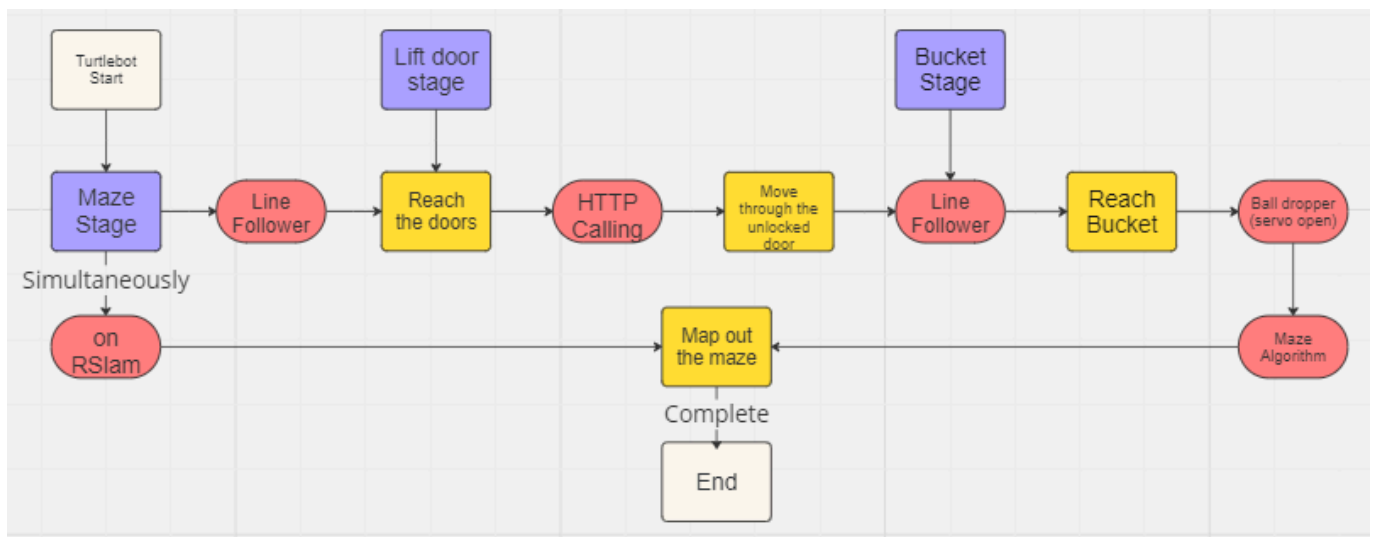 Turtlebot
Start
Lift door
stage
Bucket
Stage
Maze
Stage
Line
Follower
Reach
the doors
HTTP
Calling
Move
through the
unlocked
door
Line
Follower
Reach
Bucket
Ball dropper
(servo open)
Simultaneously
on
RSlam
Map out
the maze
Maze
Algorithm
Complete
End